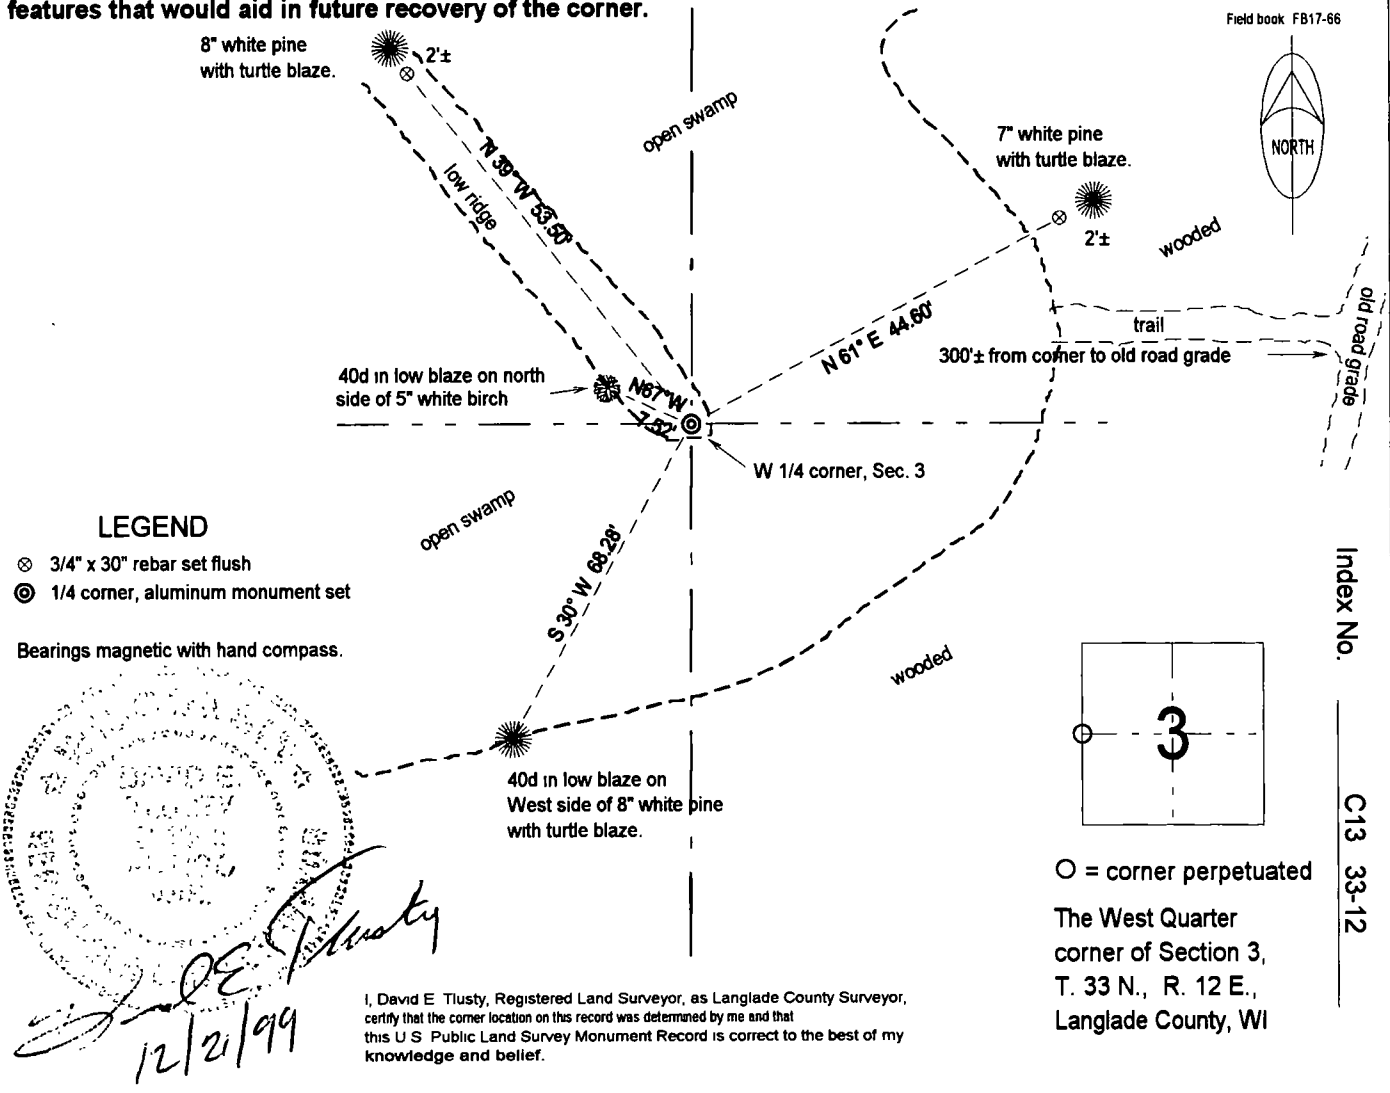 features that would aid in future recovery of the corner.
Field book FB17-66
8" white pine
with turtle blaze.
2'±
open swamp
7" white pine
with turtle blaze.
NORTH
N 39° W 53.50'
low ridge
2'±
wooded
old road grade
trail
N 61° E 44.60'
300'± from corner to old road grade
40d in low blaze on north
side of 5" white birch
N67°W
7.52'
W 1/4 corner, Sec. 3
open swamp
LEGEND
3/4" x 30" rebar set flush
1/4 corner, aluminum monument set
S 30° W 68.28'
Bearings magnetic with hand compass.
wooded
Index No.
C13 33-12
3
WISCONSIN
DAVID E
40d in low blaze on
West side of 8" white pine
with turtle blaze.
O = corner perpetuated
The West Quarter
corner of Section 3,
T. 33 N., R. 12 E.,
Langlade County, WI
David E. Tlusty
12/21/99
I, David E Tlusty, Registered Land Surveyor, as Langlade County Surveyor,
certify that the corner location on this record was determined by me and that
this U S Public Land Survey Monument Record is correct to the best of my
knowledge and belief.